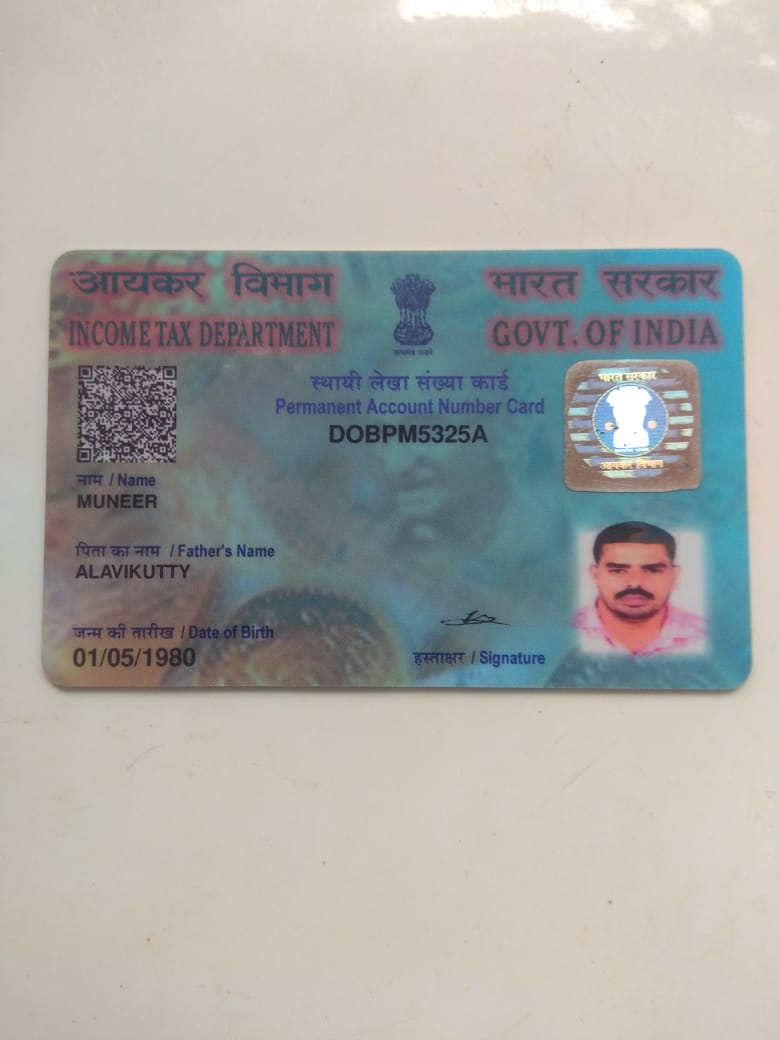 आयकर विभाग
भारत सरकार
INCOME TAX DEPARTMENT
GOVT. OF INDIA
सत्यमेव जयते
स्थायी लेखा संख्या कार्ड
Permanent Account Number Card
DOBPM5325A
भारत सरकार
आयकर विभाग
नाम / Name
MUNEER
पिता का नाम / Father's Name
ALAVIKUTTY
जन्म की तारीख / Date of Birth
01/05/1980
हस्ताक्षर / Signature